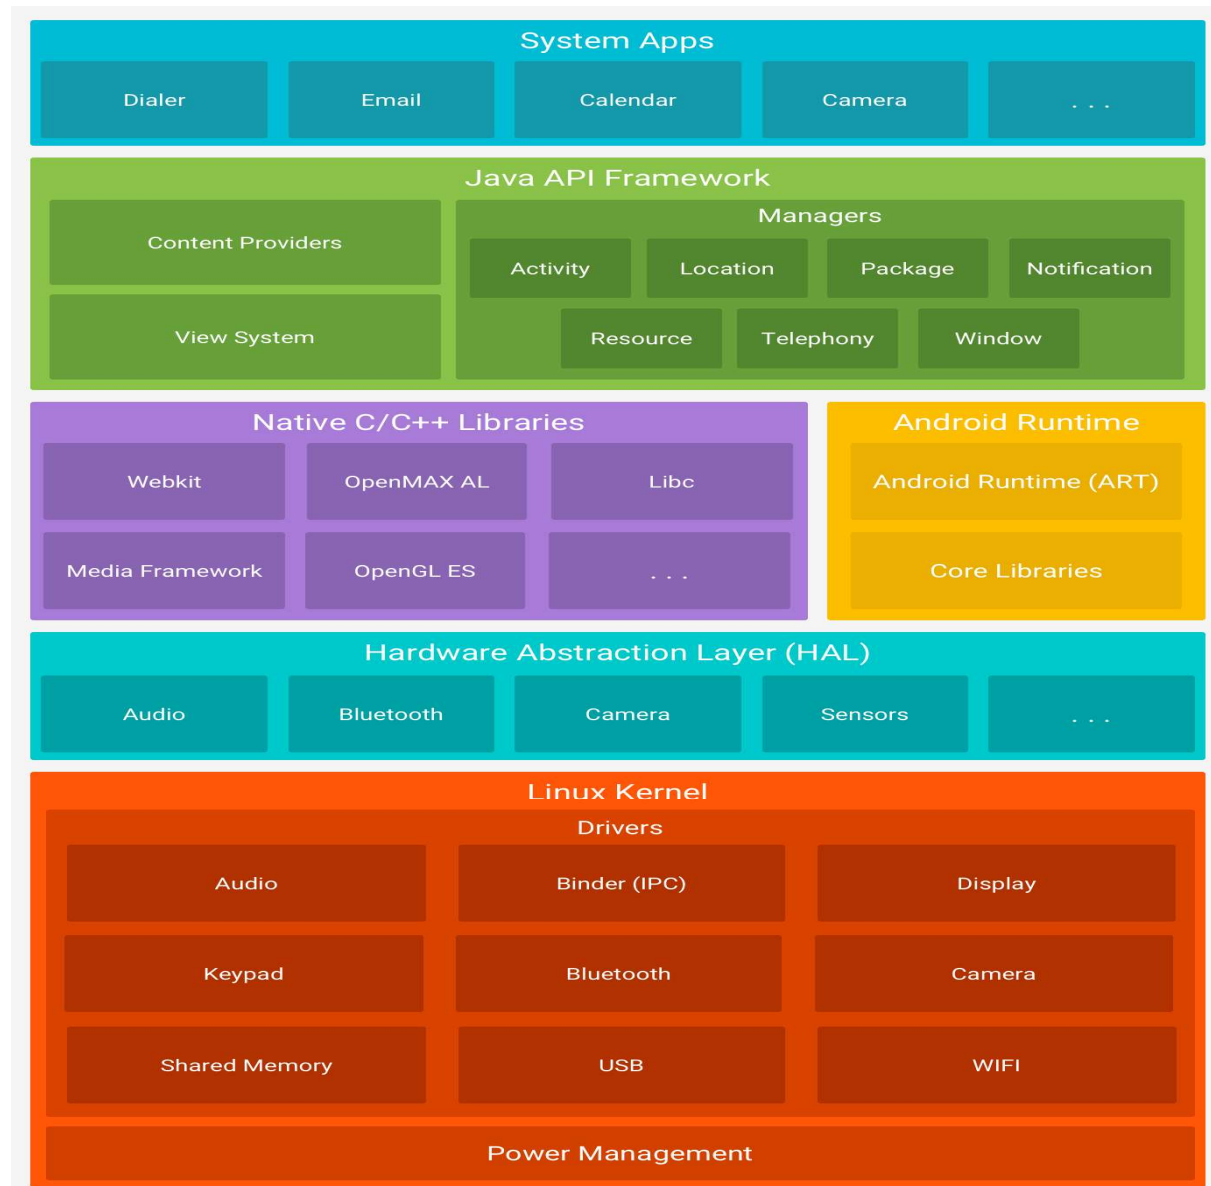 System Apps
Dialer
Email
Calendar
Camera
. . .
Java API Framework
Content Providers
View System
Managers
Activity
Location
Package
Notification
Resource
Telephony
Window
Native C/C++ Libraries
Webkit
OpenMAX AL
Libc
Media Framework
OpenGL ES
. . .
Android Runtime
Android Runtime (ART)
Core Libraries
Hardware Abstraction Layer (HAL)
Audio
Bluetooth
Camera
Sensors
. . .
Linux Kernel
Drivers
Audio
Binder (IPC)
Display
Keypad
Bluetooth
Camera
Shared Memory
USB
WIFI
Power Management